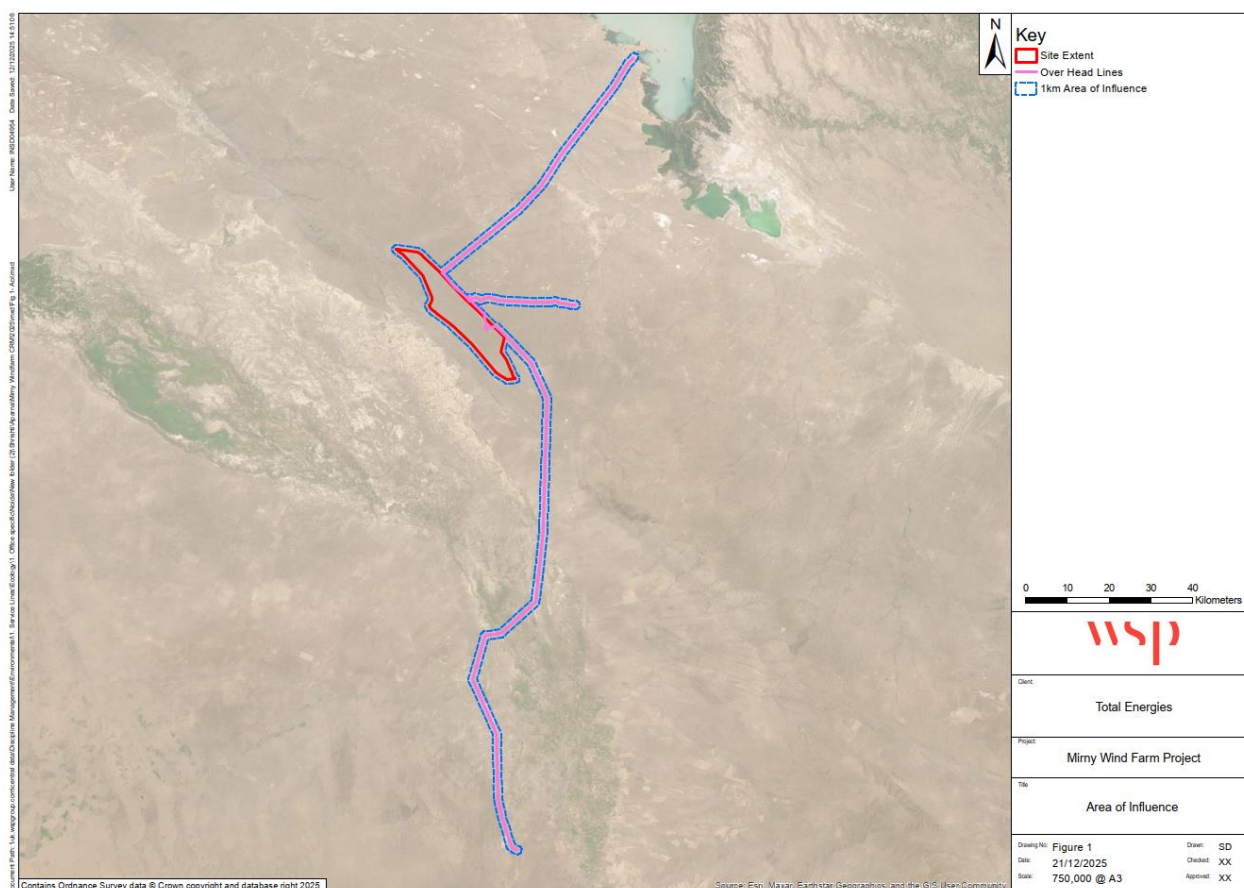 N
Key
Site Extent
Over Head Lines
1km Area of Influence
0 10 20 30 40
Kilometers
wsp
Client:
Total Energies
Project:
Mirny Wind Farm Project
Title
Area of Influence
Drawing No: Figure 1
Drawn: SD
Date: 21/12/2025
Checked: XX
Scale: 750,000 @ A3
Approved: XX
Contains Ordnance Survey data © Crown copyright and database right 2025
Source: Esri, Maxar, Earthstar Geographics, and the GIS User Community